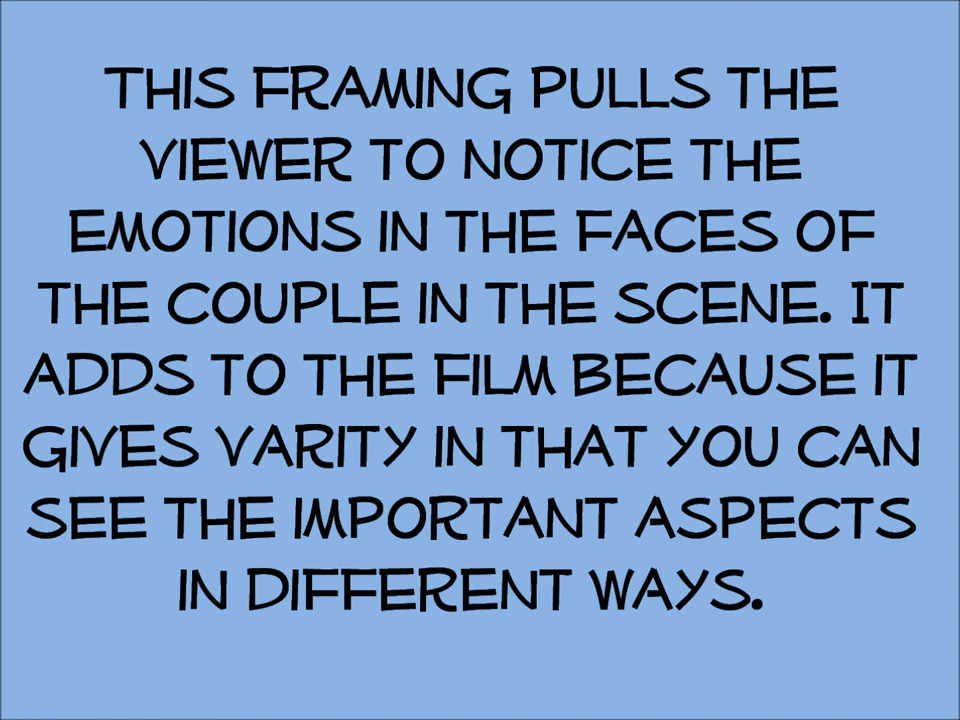 THIS FRAMING PULLS THE
VIEWER TO NOTICE THE
EMOTIONS IN THE FACES OF
THE COUPLE IN THE SCENE. IT
ADDS TO THE FILM BECAUSE IT
GIVES VARITY IN THAT YOU CAN
SEE THE IMPORTANT ASPECTS
IN DIFFERENT WAYS.